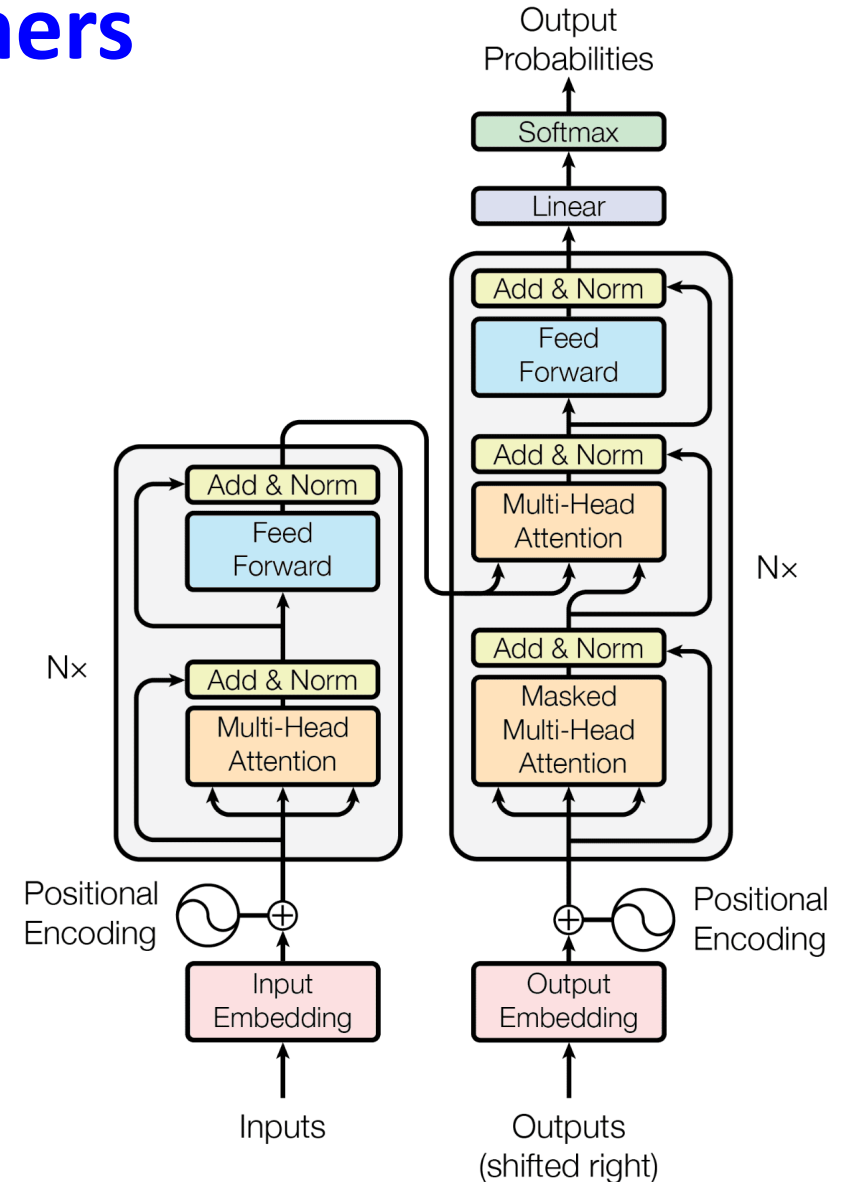 ners
Output
Probabilities
Softmax
Linear
Add & Norm
Feed
Forward
Add & Norm
Multi-Head
Attention
Nx
Add & Norm
Masked
Multi-Head
Attention
Positional
Encoding
Output
Embedding
Outputs
(shifted right)
Add & Norm
Feed
Forward
Nx
Add & Norm
Multi-Head
Attention
Positional
Encoding
Input
Embedding
Inputs